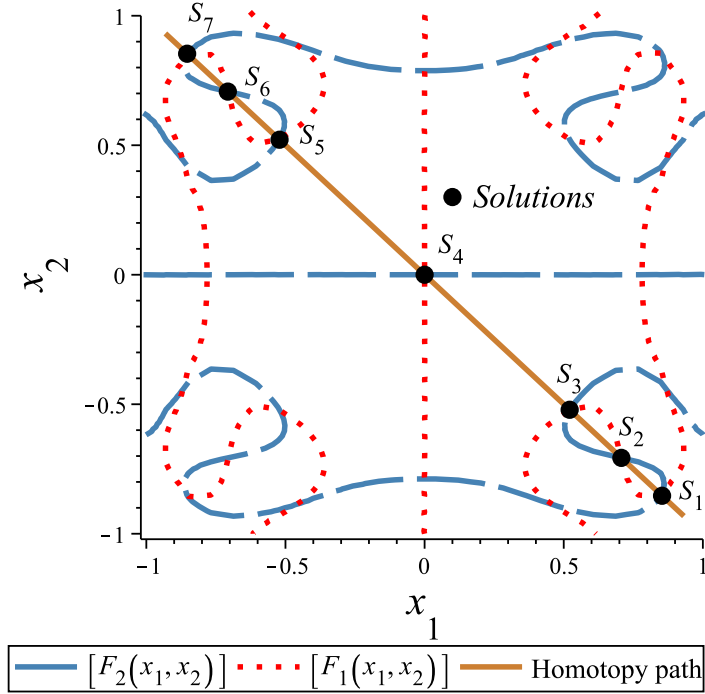 1
S₇
S₆
0.5
S₅
Solutions
S₄
x₂
0
S₃
−0.5
S₂
S₁
−1
−1
−0.5
0
0.5
1
x₁
[F₂(x₁, x₂)] [F₁(x₁, x₂)] Homotopy path